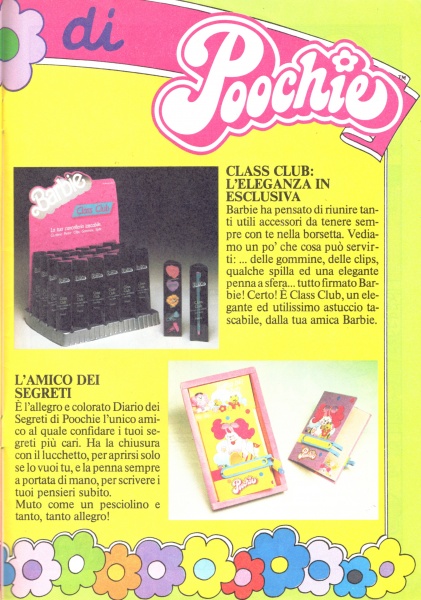 di
Poochie
TM
Barbie
Class Club
CLASS CLUB:
L'ELEGANZA IN
ESCLUSIVA
Barbie ha pensato di riunire tan-
ti utili accessori da tenere sem-
pre con te nella borsetta. Vedia-
mo un po' che cosa può servir-
ti: ... delle gommine, delle clips,
qualche spilla ed una elegante
penna a sfera... tutto firmato Bar-
bie! Certo! È Class Club, un ele-
gante ed utilissimo astuccio ta-
scabile, dalla tua amica Barbie.
L'AMICO DEI
SEGRETI
È l'allegro e colorato Diario dei
Segreti di Poochie l'unico ami-
co al quale confidare i tuoi se-
greti più cari. Ha la chiusura
con il lucchetto, per aprirsi solo
se lo vuoi tu, e la penna sempre
a portata di mano, per scrivere i
tuoi pensieri subito.
Muto come un pesciolino e
tanto, tanto allegro!
Poochie
Poochie